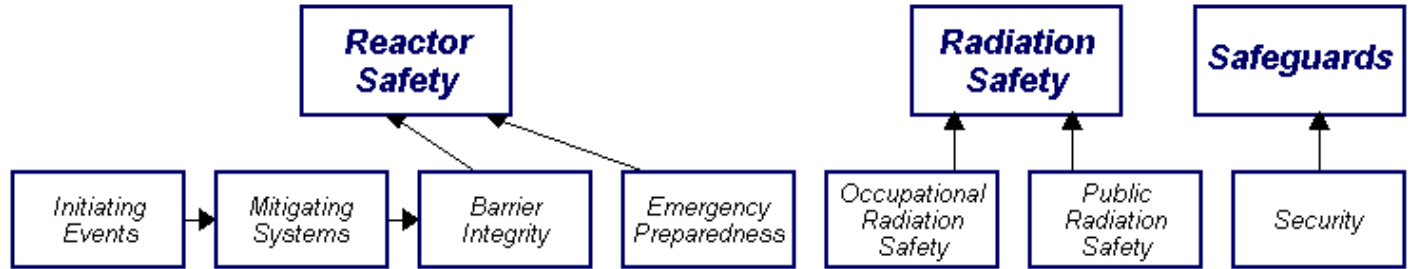 Reactor
Safety
Radiation
Safety
Safeguards
Initiating
Events
Mitigating
Systems
Barrier
Integrity
Emergency
Preparedness
Occupational
Radiation
Safety
Public
Radiation
Safety
Security